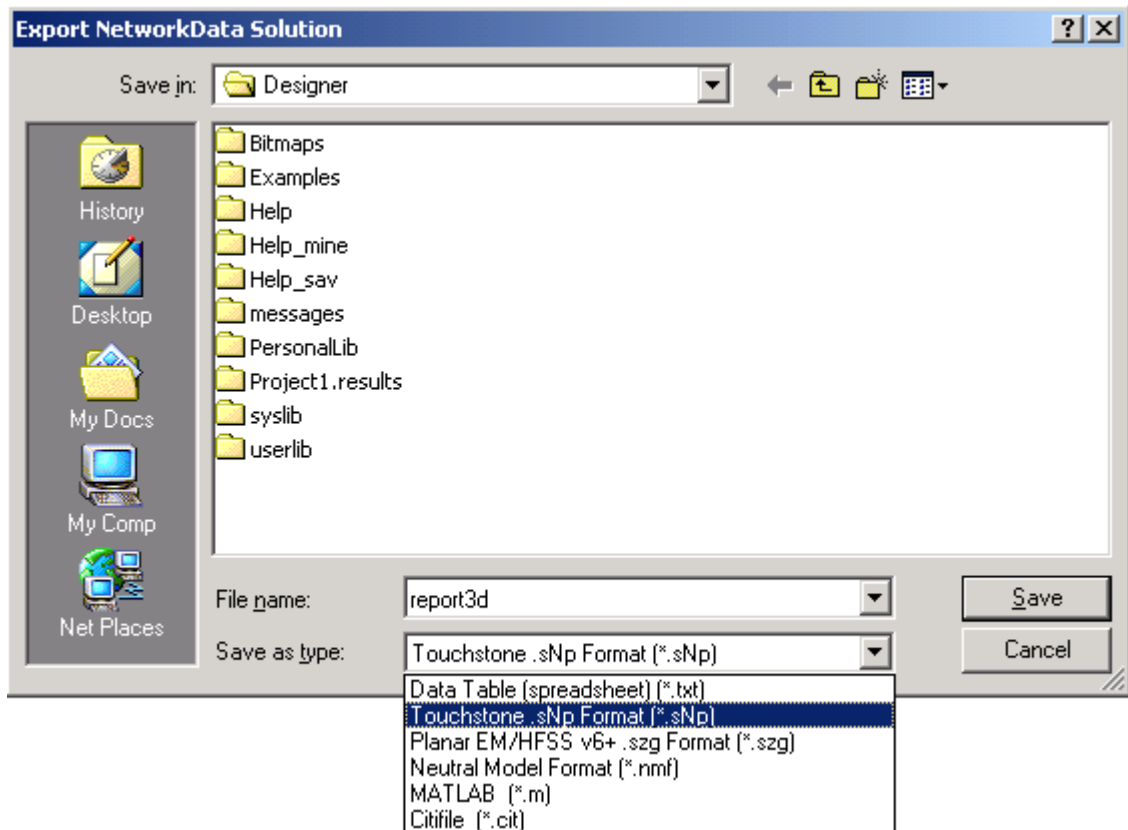 Export NetworkData Solution
Save in: Designer
History
Desktop
My Docs
My Comp
Net Places
Bitmaps
Examples
Help
Help_mine
Help_sav
messages
PersonalLib
Project1.results
syslib
userlib
File name: report3d Save
Save as type: Touchstone .sNp Format (*.sNp) Cancel
Data Table (spreadsheet) (*.txt)
Touchstone .sNp Format (*.sNp)
Planar EM/HFSS v6+ .szg Format (*.szg)
Neutral Model Format (*.nmf)
MATLAB (*.m)
Citifile (*.cit)